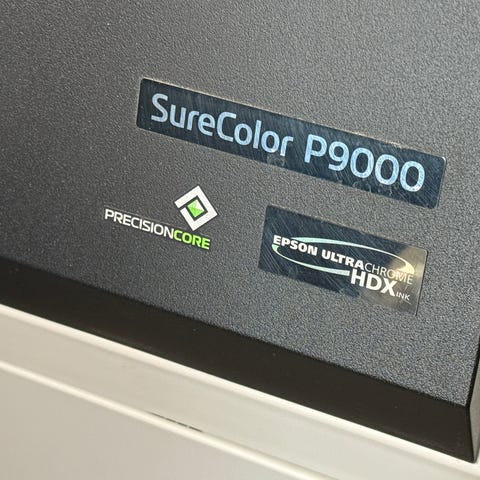 SureColor P9000
PRECISIONCORE
EPSON ULTRACHROME
HDX INK